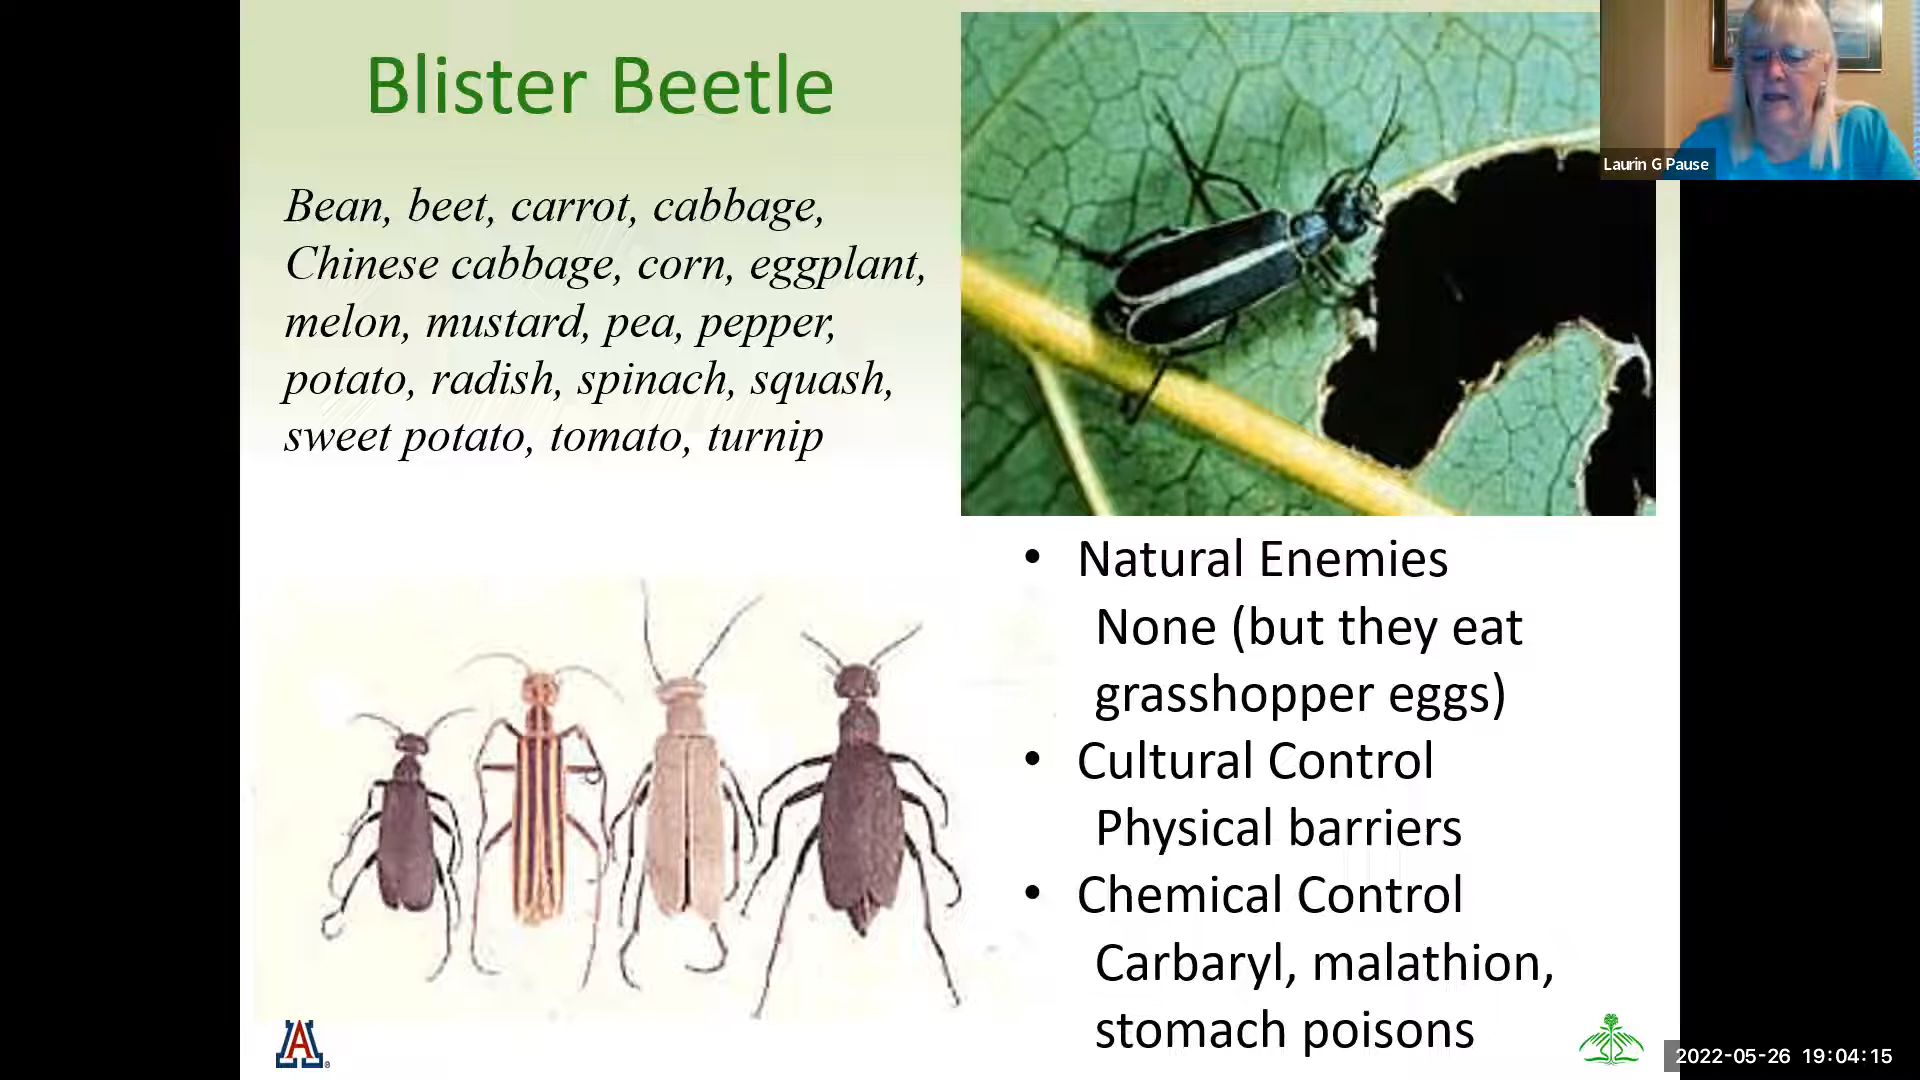 Blister Beetle
Bean, beet, carrot, cabbage,
Chinese cabbage, corn, eggplant,
melon, mustard, pea, pepper,
potato, radish, spinach, squash,
sweet potato, tomato, turnip
Laurin G Pause
• Natural Enemies
None (but they eat
grasshopper eggs)
• Cultural Control
Physical barriers
• Chemical Control
Carbaryl, malathion,
stomach poisons
A
2022-05-26 19:04:15